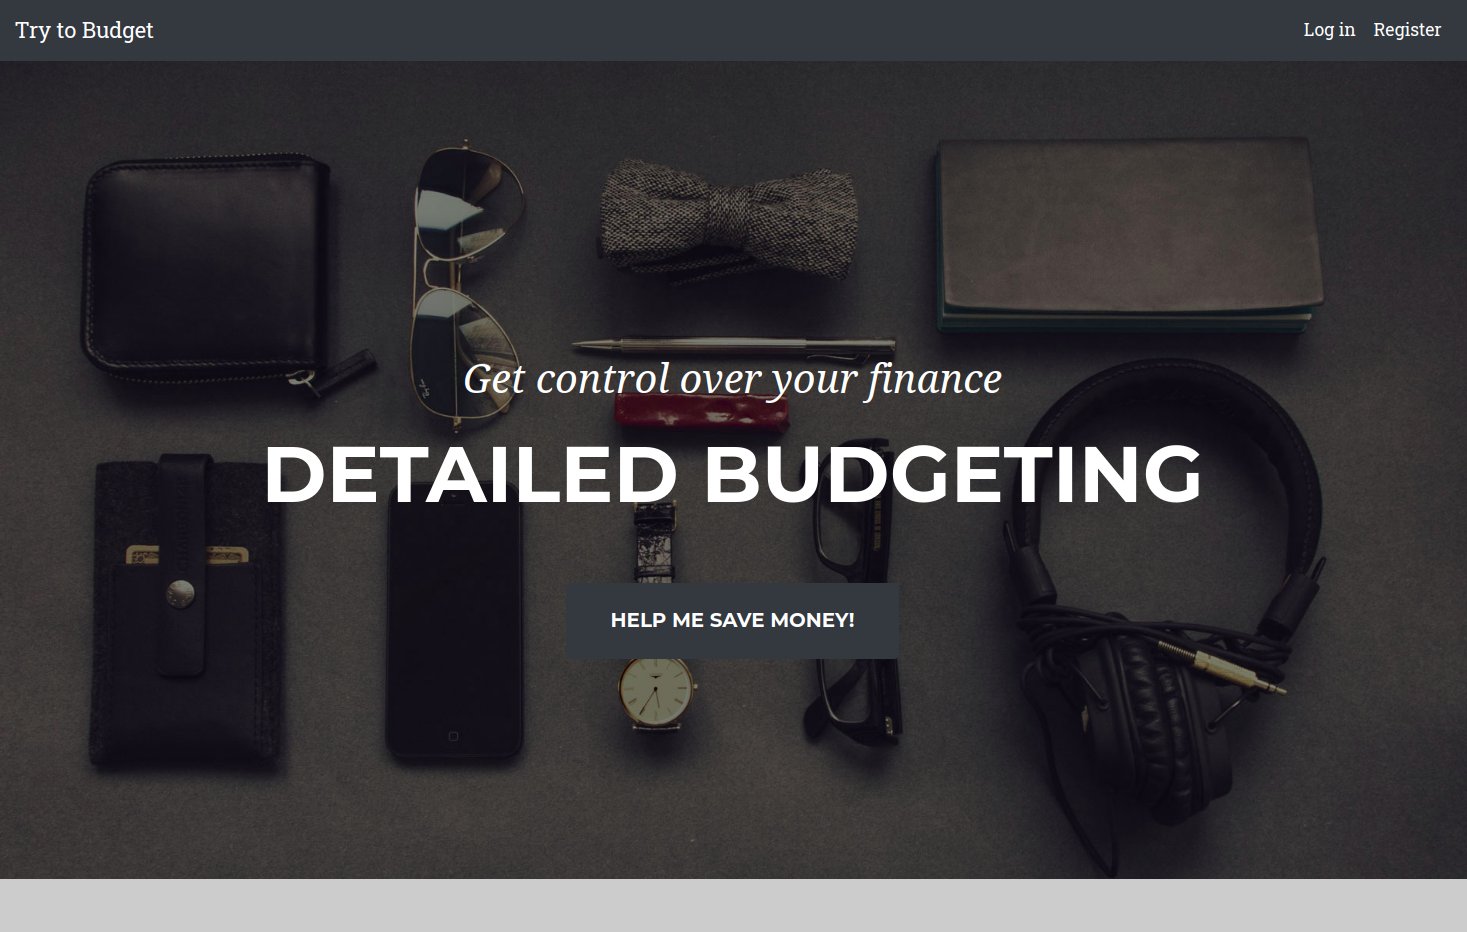 Try to Budget
Log in Register
Get control over your finance
DETAILED BUDGETING
HELP ME SAVE MONEY!